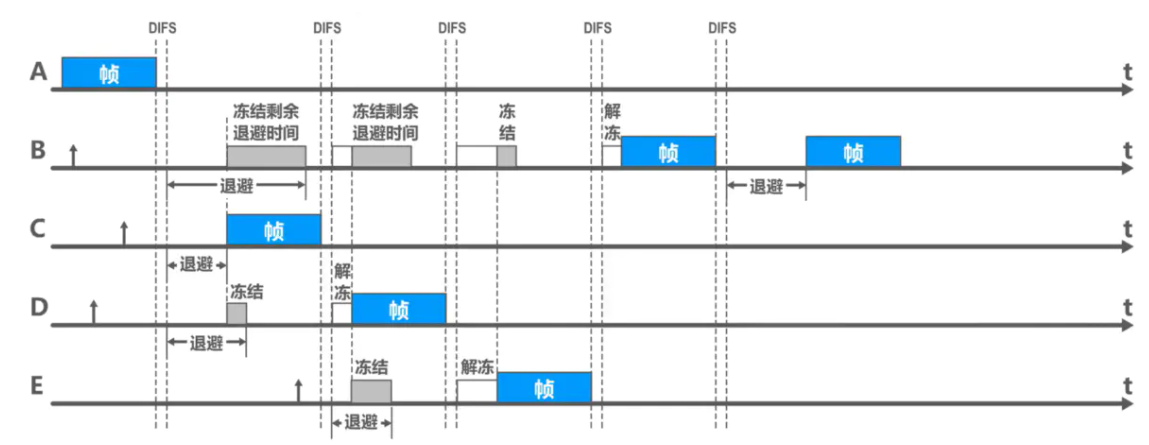 DIFS DIFS DIFS DIFS DIFS
A 帧 t
冻结剩余 冻结剩余 冻 解
退避时间 退避时间 结 冻
B 帧 帧 t
退避 退避
C 帧 t
退避 解
冻结 冻
D 帧 t
退避
冻结 解冻
E 帧 t
退避